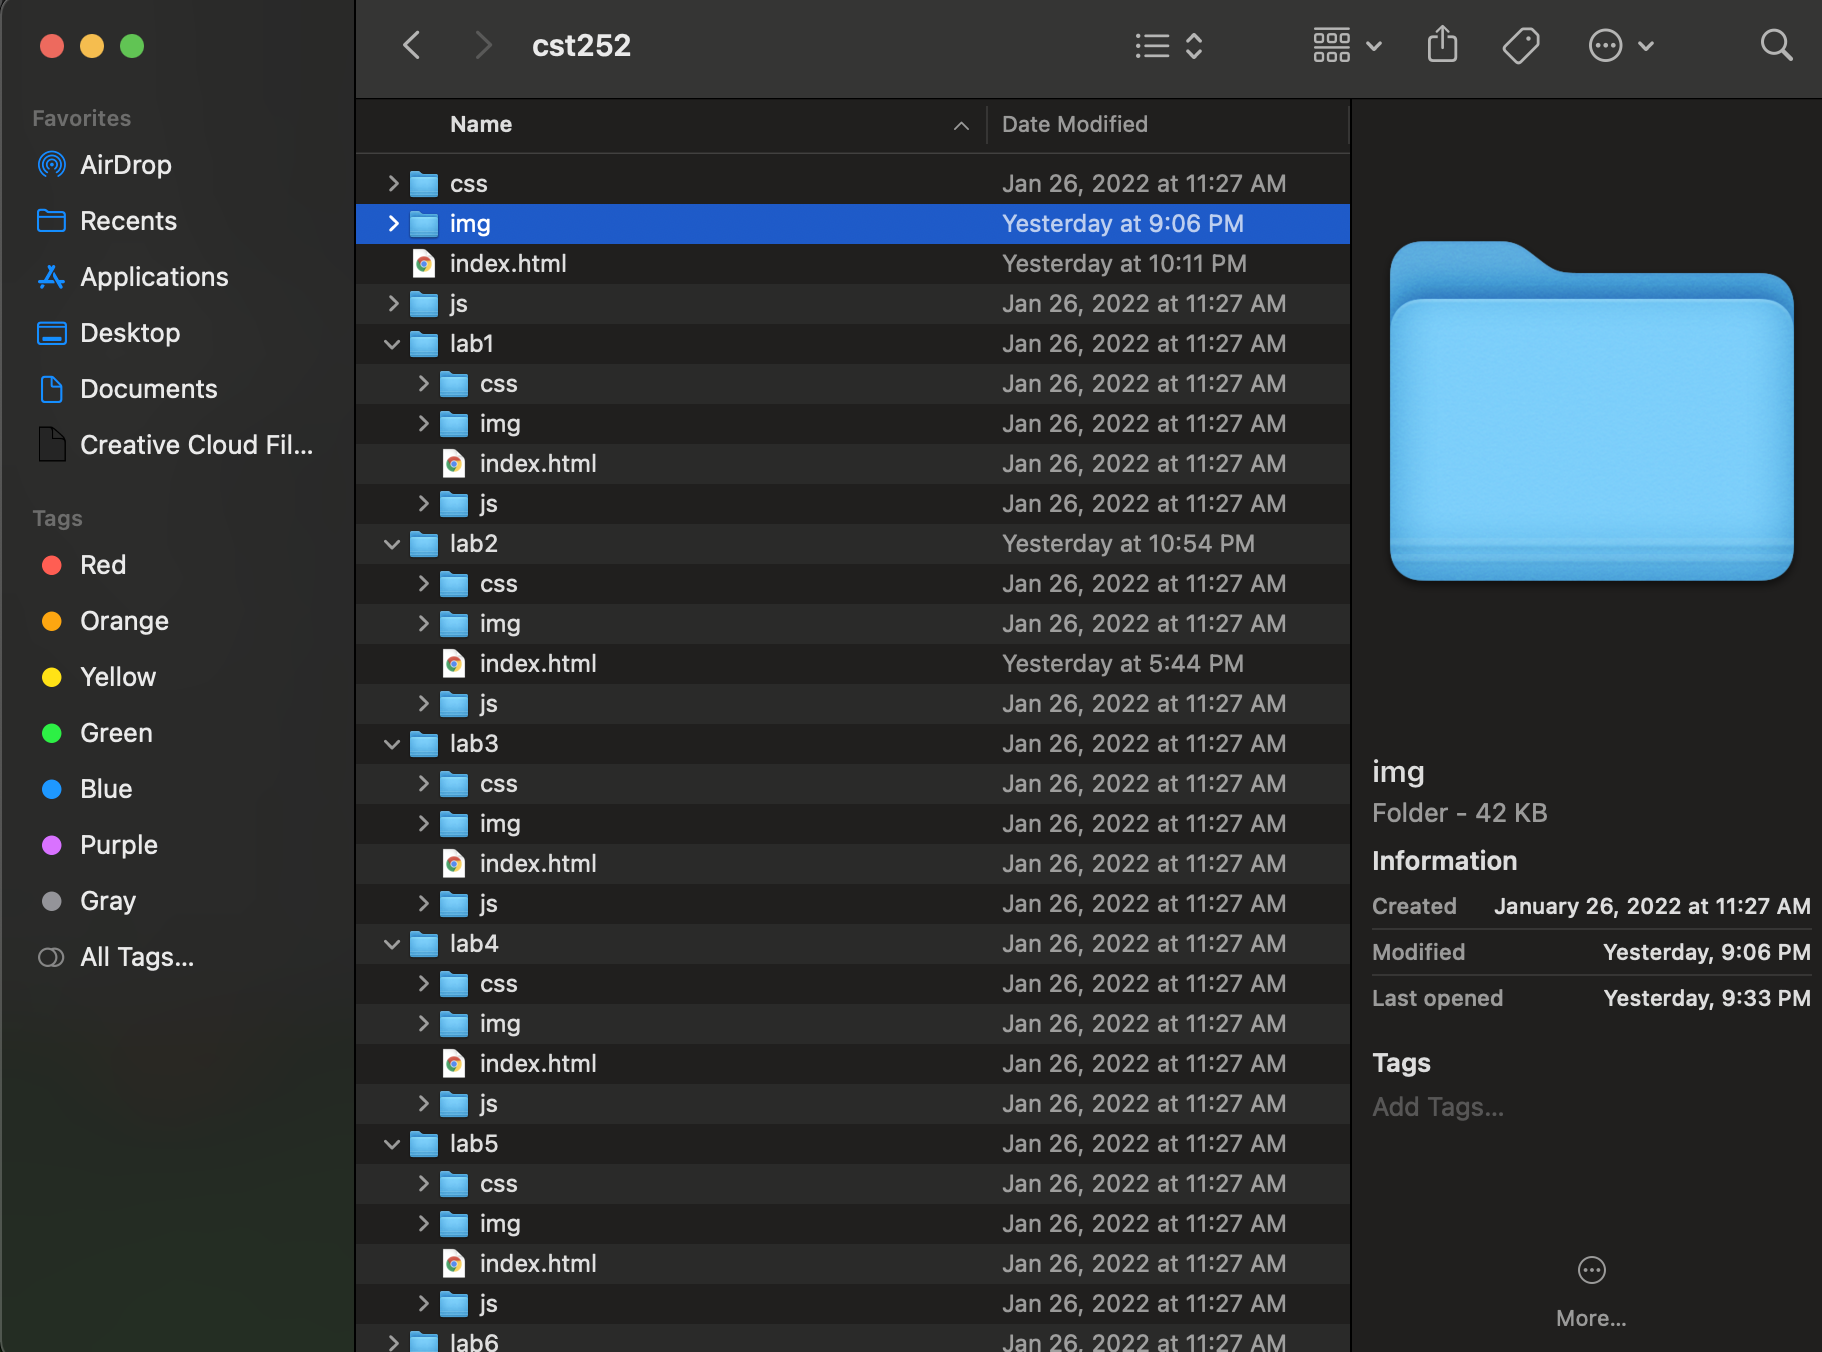 cst252
Favorites
AirDrop
Recents
Applications
Desktop
Documents
Creative Cloud Fil...
Tags
Red
Orange
Yellow
Green
Blue
Purple
Gray
All Tags...
Name Date Modified
css Jan 26, 2022 at 11:27 AM
img Yesterday at 9:06 PM
index.html Yesterday at 10:11 PM
js Jan 26, 2022 at 11:27 AM
lab1 Jan 26, 2022 at 11:27 AM
css Jan 26, 2022 at 11:27 AM
img Jan 26, 2022 at 11:27 AM
index.html Jan 26, 2022 at 11:27 AM
js Jan 26, 2022 at 11:27 AM
lab2 Yesterday at 10:54 PM
css Jan 26, 2022 at 11:27 AM
img Jan 26, 2022 at 11:27 AM
index.html Yesterday at 5:44 PM
js Jan 26, 2022 at 11:27 AM
lab3 Jan 26, 2022 at 11:27 AM
css Jan 26, 2022 at 11:27 AM
img Jan 26, 2022 at 11:27 AM
index.html Jan 26, 2022 at 11:27 AM
js Jan 26, 2022 at 11:27 AM
lab4 Jan 26, 2022 at 11:27 AM
css Jan 26, 2022 at 11:27 AM
img Jan 26, 2022 at 11:27 AM
index.html Jan 26, 2022 at 11:27 AM
js Jan 26, 2022 at 11:27 AM
lab5 Jan 26, 2022 at 11:27 AM
css Jan 26, 2022 at 11:27 AM
img Jan 26, 2022 at 11:27 AM
index.html Jan 26, 2022 at 11:27 AM
js Jan 26, 2022 at 11:27 AM
lab6 Jan 26, 2022 at 11:27 AM
img
Folder - 42 KB
Information
Created January 26, 2022 at 11:27 AM
Modified Yesterday, 9:06 PM
Last opened Yesterday, 9:33 PM
Tags
Add Tags...
More...